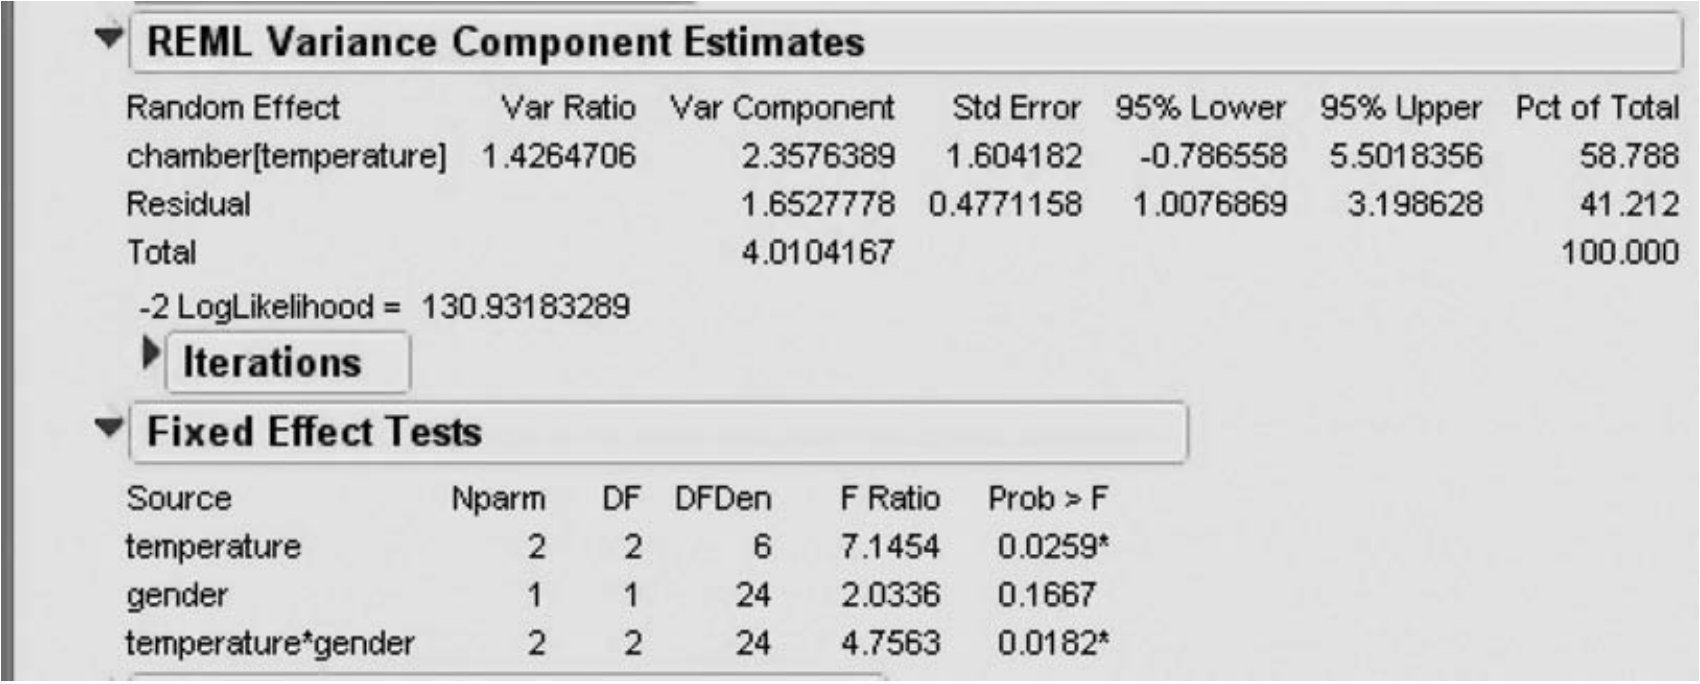 REML Variance Component Estimates
Random Effect Var Ratio Var Component Std Error 95% Lower 95% Upper Pct of Total
chamber[temperature] 1.4264706 2.3576389 1.604182 -0.786558 5.5018356 58.788
Residual 1.6527778 0.4771158 1.0076869 3.198628 41.212
Total 4.0104167 100.000
-2 LogLikelihood = 130.93183289
Iterations
Fixed Effect Tests
Source Nparm DF DFDen F Ratio Prob > F
temperature 2 2 6 7.1454 0.0259*
gender 1 1 24 2.0336 0.1667
temperature*gender 2 2 24 4.7563 0.0182*